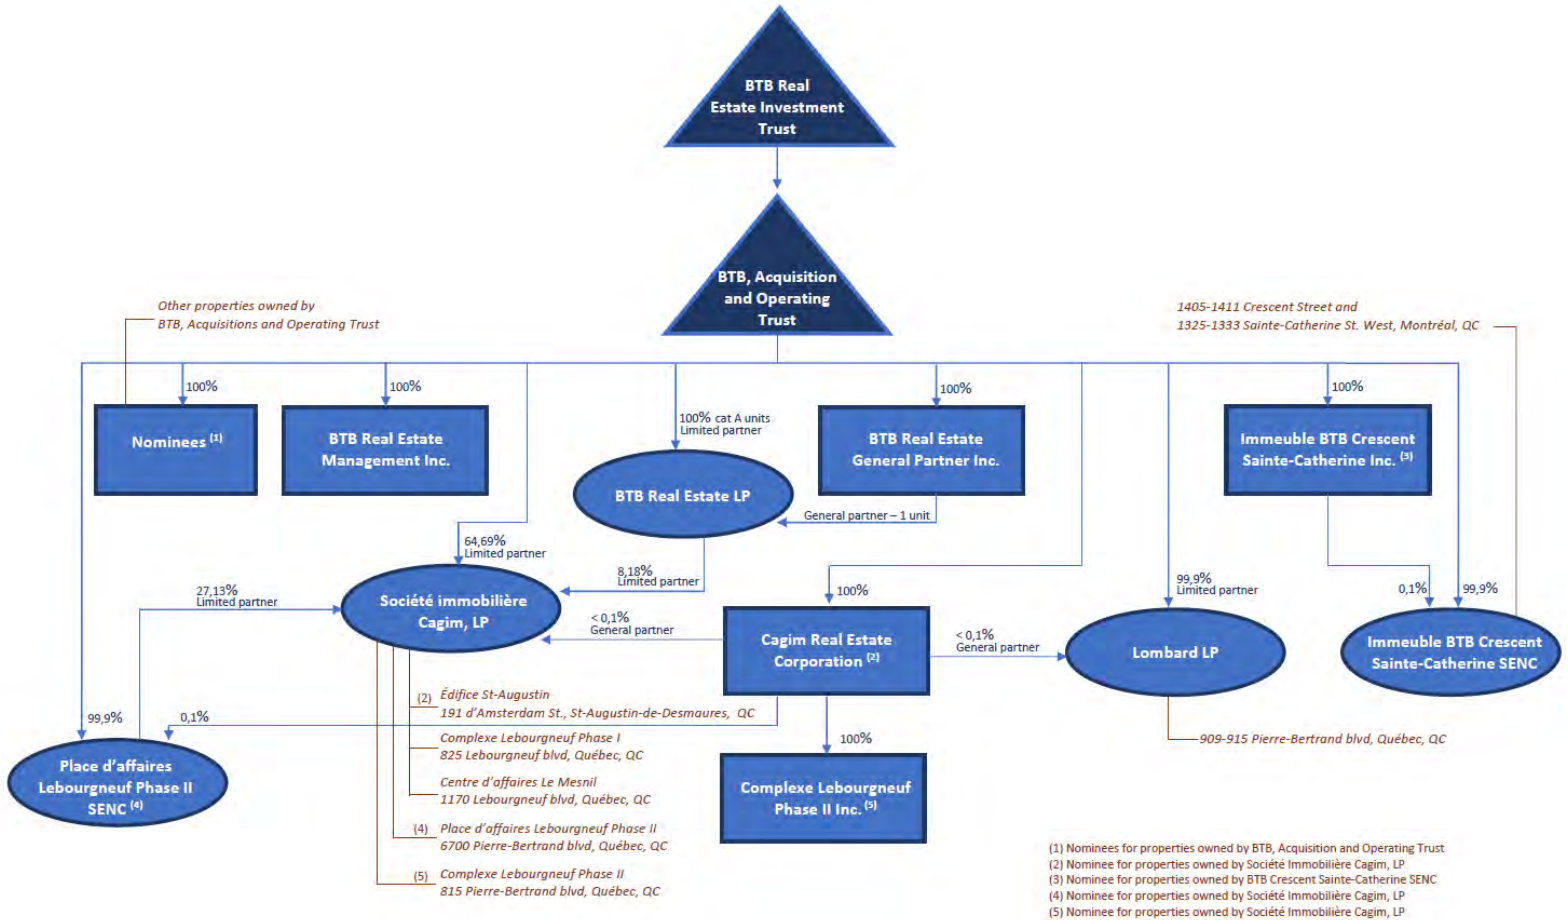 BTB Real
Estate Investment
Trust
BTB, Acquisition
and Operating
Trust
Other properties owned by
BTB, Acquisitions and Operating Trust
1405-1411 Crescent Street and
1325-1333 Sainte-Catherine St. West, Montréal, QC
100%
100%
100% cat A units
Limited partner
100%
100%
Nominees (1)
BTB Real Estate
Management Inc.
BTB Real Estate LP
BTB Real Estate
General Partner Inc.
Immeuble BTB Crescent
Sainte-Catherine Inc. (3)
General partner – 1 unit
64,69%
Limited partner
8,18%
Limited partner
27,13%
Limited partner
Société immobilière
Cagim, LP
< 0,1%
General partner
100%
Cagim Real Estate
Corporation (2)
< 0,1%
General partner
99,9%
Limited partner
Lombard LP
0,1%
99,9%
Immeuble BTB Crescent
Sainte-Catherine SENC
99,9%
0,1%
(2) Édifice St-Augustin
191 d'Amsterdam St., St-Augustin-de-Desmaures, QC
Complexe Lebourgneuf Phase I
825 Lebourgneuf blvd, Québec, QC
Centre d'affaires Le Mesnil
1170 Lebourgneuf blvd, Québec, QC
(4) Place d'affaires Lebourgneuf Phase II
6700 Pierre-Bertrand blvd, Québec, QC
(5) Complexe Lebourgneuf Phase II
815 Pierre-Bertrand blvd, Québec, QC
Place d'affaires
Lebourgneuf Phase II
SENC (4)
100%
Complexe Lebourgneuf
Phase II Inc. (5)
909-915 Pierre-Bertrand blvd, Québec, QC
(1) Nominees for properties owned by BTB, Acquisition and Operating Trust
(2) Nominee for properties owned by Société Immobilière Cagim, LP
(3) Nominee for properties owned by BTB Crescent Sainte-Catherine SENC
(4) Nominee for properties owned by Société Immobilière Cagim, LP
(5) Nominee for properties owned by Société Immobilière Cagim, LP